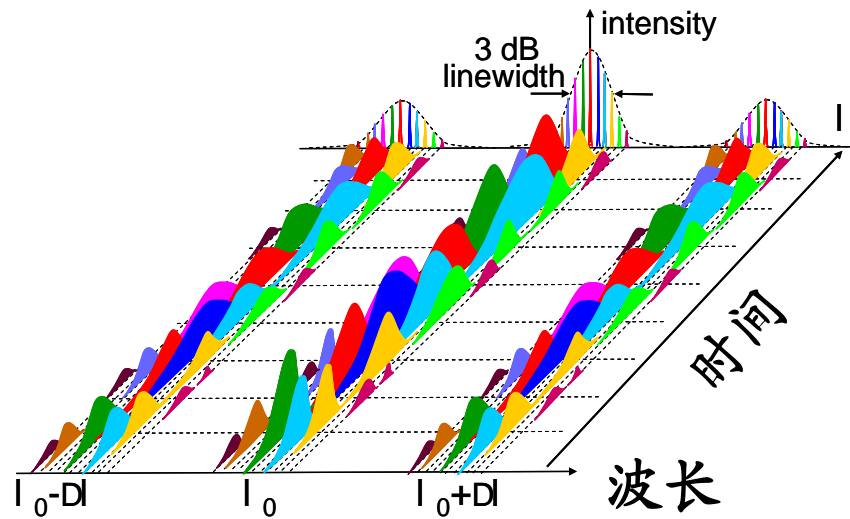 intensity
3 dB
linewidth
l
时间
l 0-Dl
l 0
l 0+Dl
波长